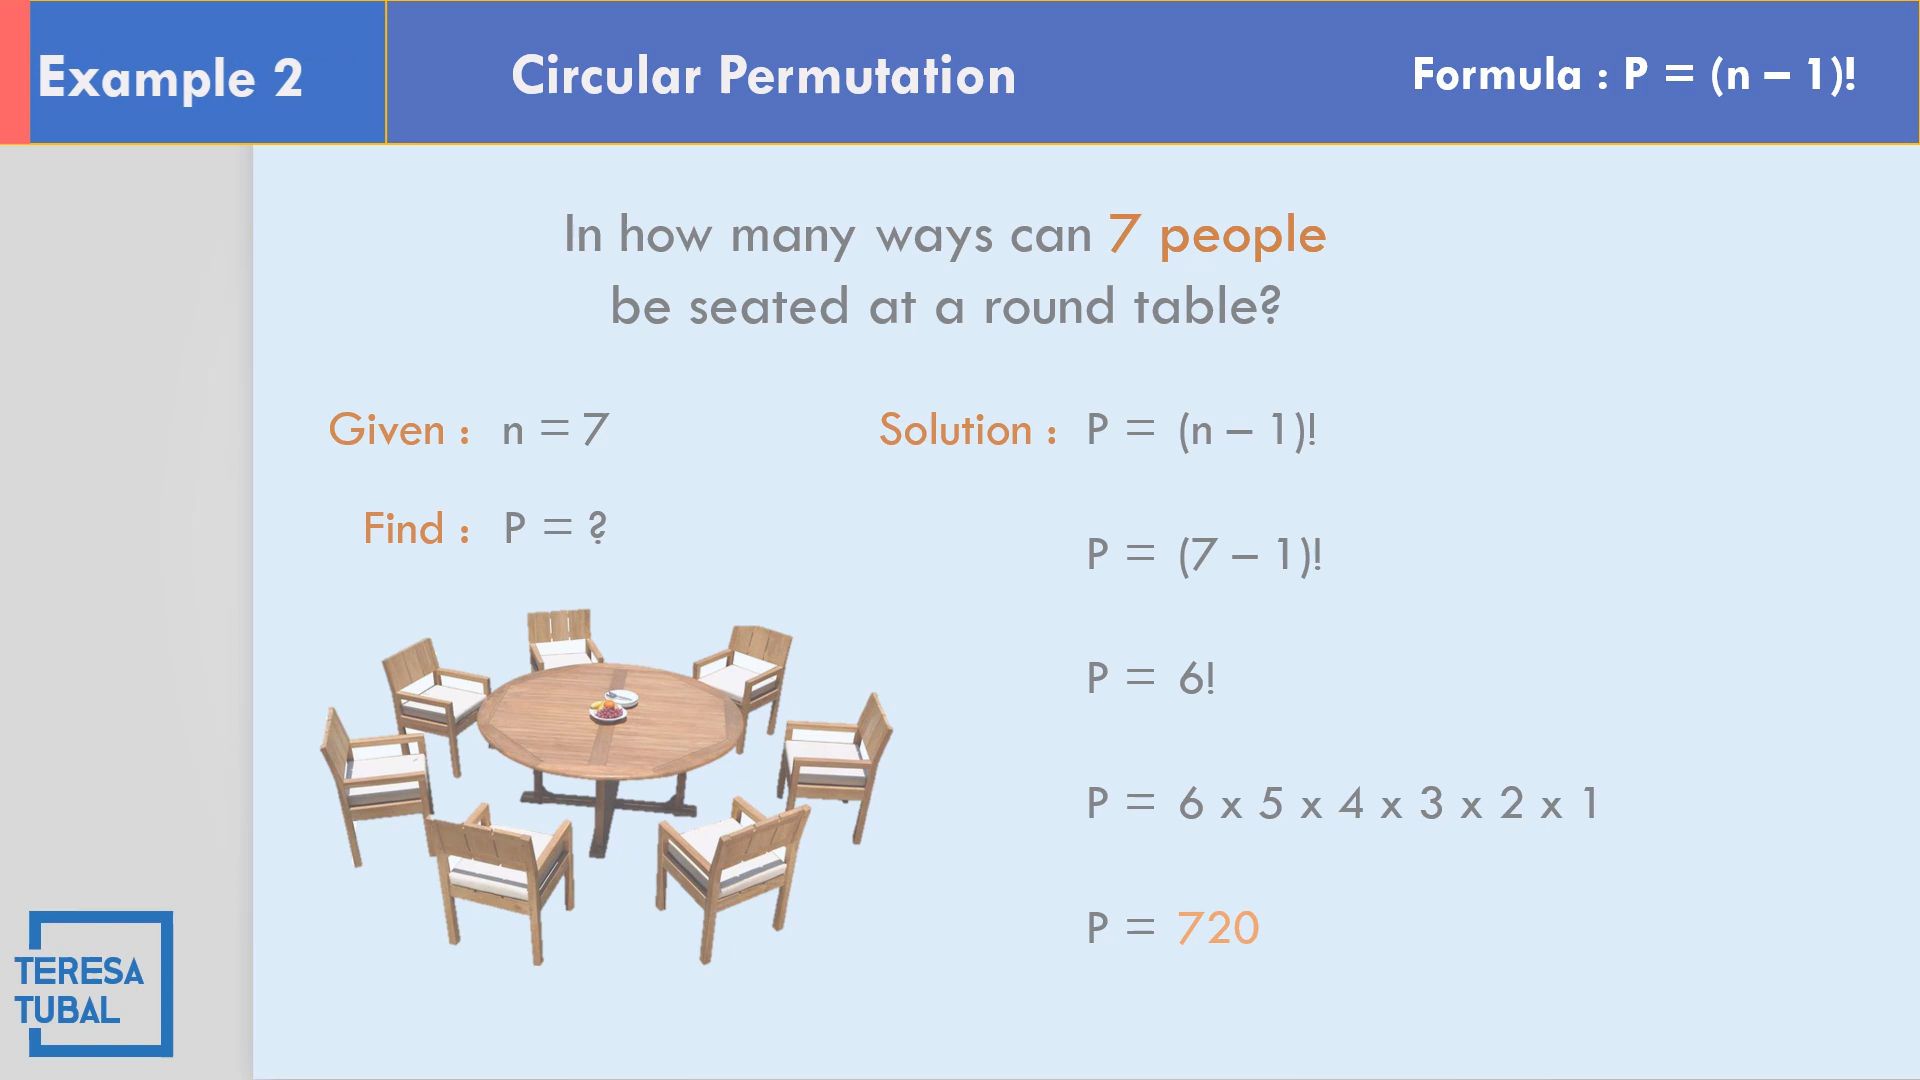 Example 2
Circular Permutation
Formula : P = (n – 1)!
In how many ways can 7 people
be seated at a round table?
Given : n = 7
Find : P = ?
Solution : P = (n – 1)!
P = (7 – 1)!
P = 6!
P = 6 x 5 x 4 x 3 x 2 x 1
P = 720
TERESA
TUBAL